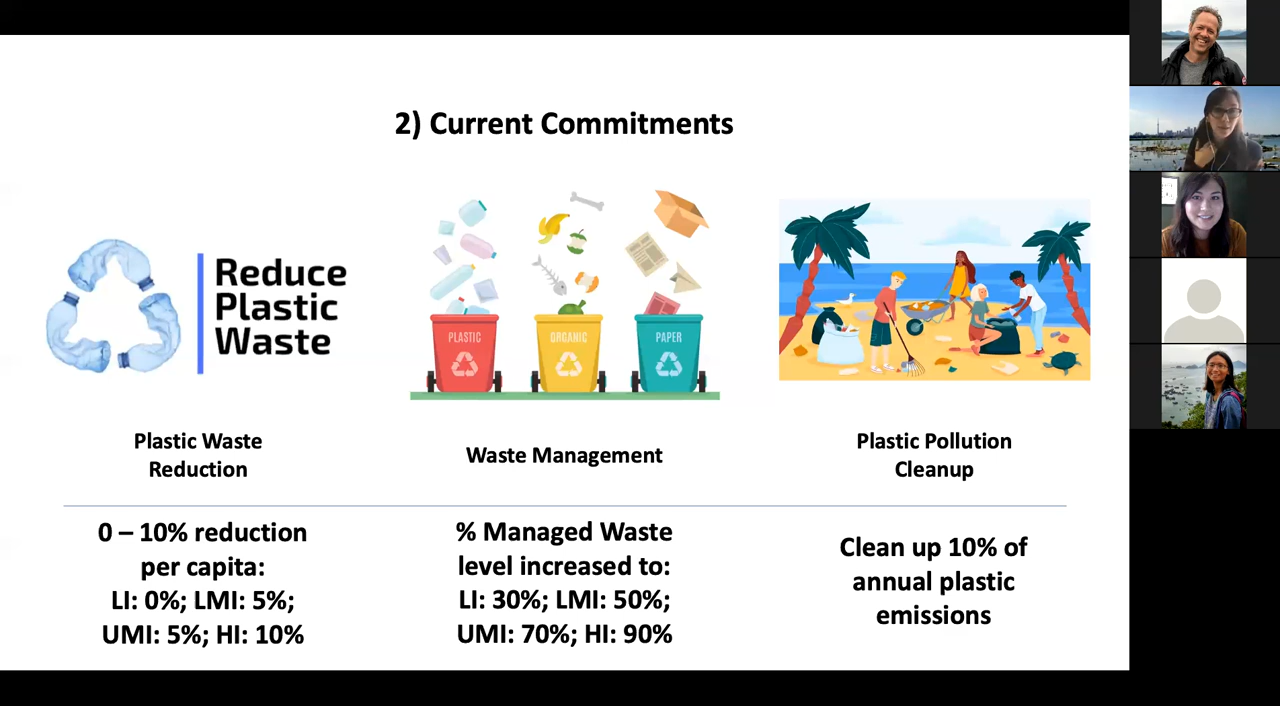 2) Current Commitments
Reduce
Plastic
Waste
PLASTIC
ORGANIC
PAPER
Plastic Waste
Reduction
Waste Management
Plastic Pollution
Cleanup
0 – 10% reduction
per capita:
LI: 0%; LMI: 5%;
UMI: 5%; HI: 10%
% Managed Waste
level increased to:
LI: 30%; LMI: 50%;
UMI: 70%; HI: 90%
Clean up 10% of
annual plastic
emissions